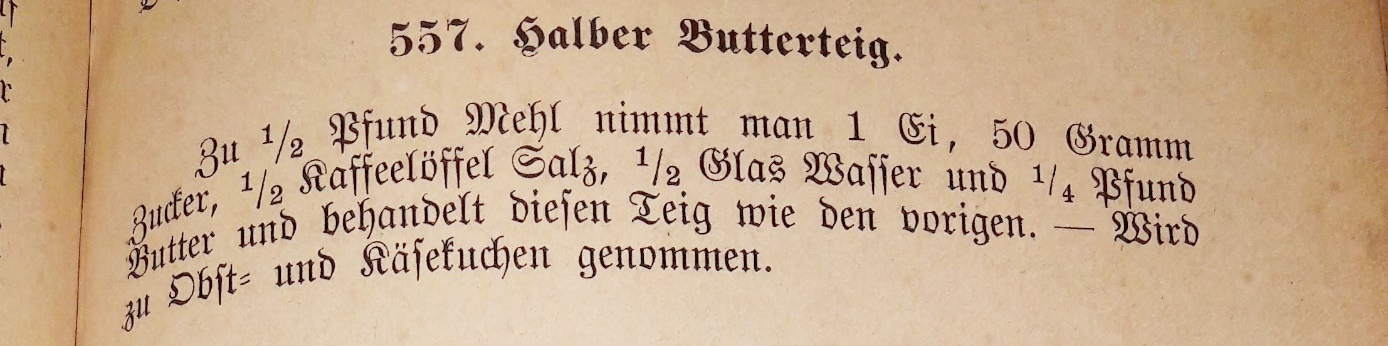 557. Halber Butterteig.
Zu 1/2 Pfund Mehl nimmt man 1 Ei, 50 Gramm
Zucker, 1/2 Kaffeelöffel Salz, 1/2 Glas Wasser und 1/4 Pfund
Butter und behandelt diesen Teig wie den vorigen. — Wird
zu Obst- und Käsekuchen genommen.